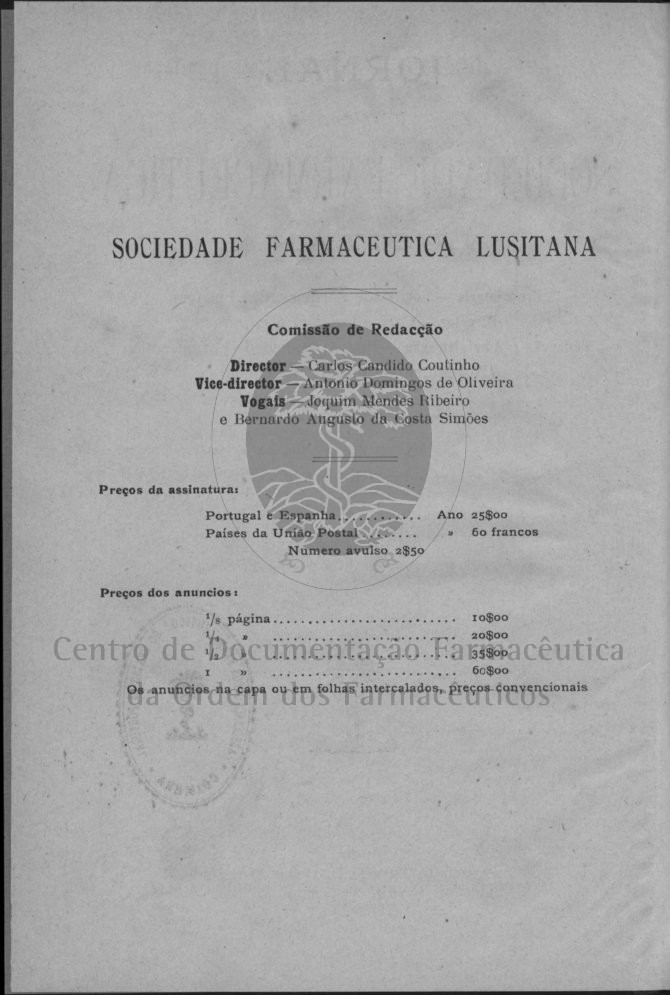 SOCIEDADE FARMACEUTICA LUSITANA
Comissão de Redacção
Director — Carlos Candido Coutinho
Vice-director — Antonio Domingos de Oliveira
Vogais — Joquim Mendes Ribeiro
e Bernardo Augusto da Costa Simões
Preços da assinatura:
Portugal e Espanha............ Ano 25$00
Países da União Postal ....... » 60 francos
Numero avulso 2$50
Preços dos anuncios:
1/8 página.......................... 10$00
1/4 » .......................... 20$00
1/2 » .......................... 35$00
1 » .......................... 60$00
Os anuncios na capa ou em folhas intercalados, preços convencionais
Centro de Documentação Farmacêutica
da Ordem dos Farmacêuticos